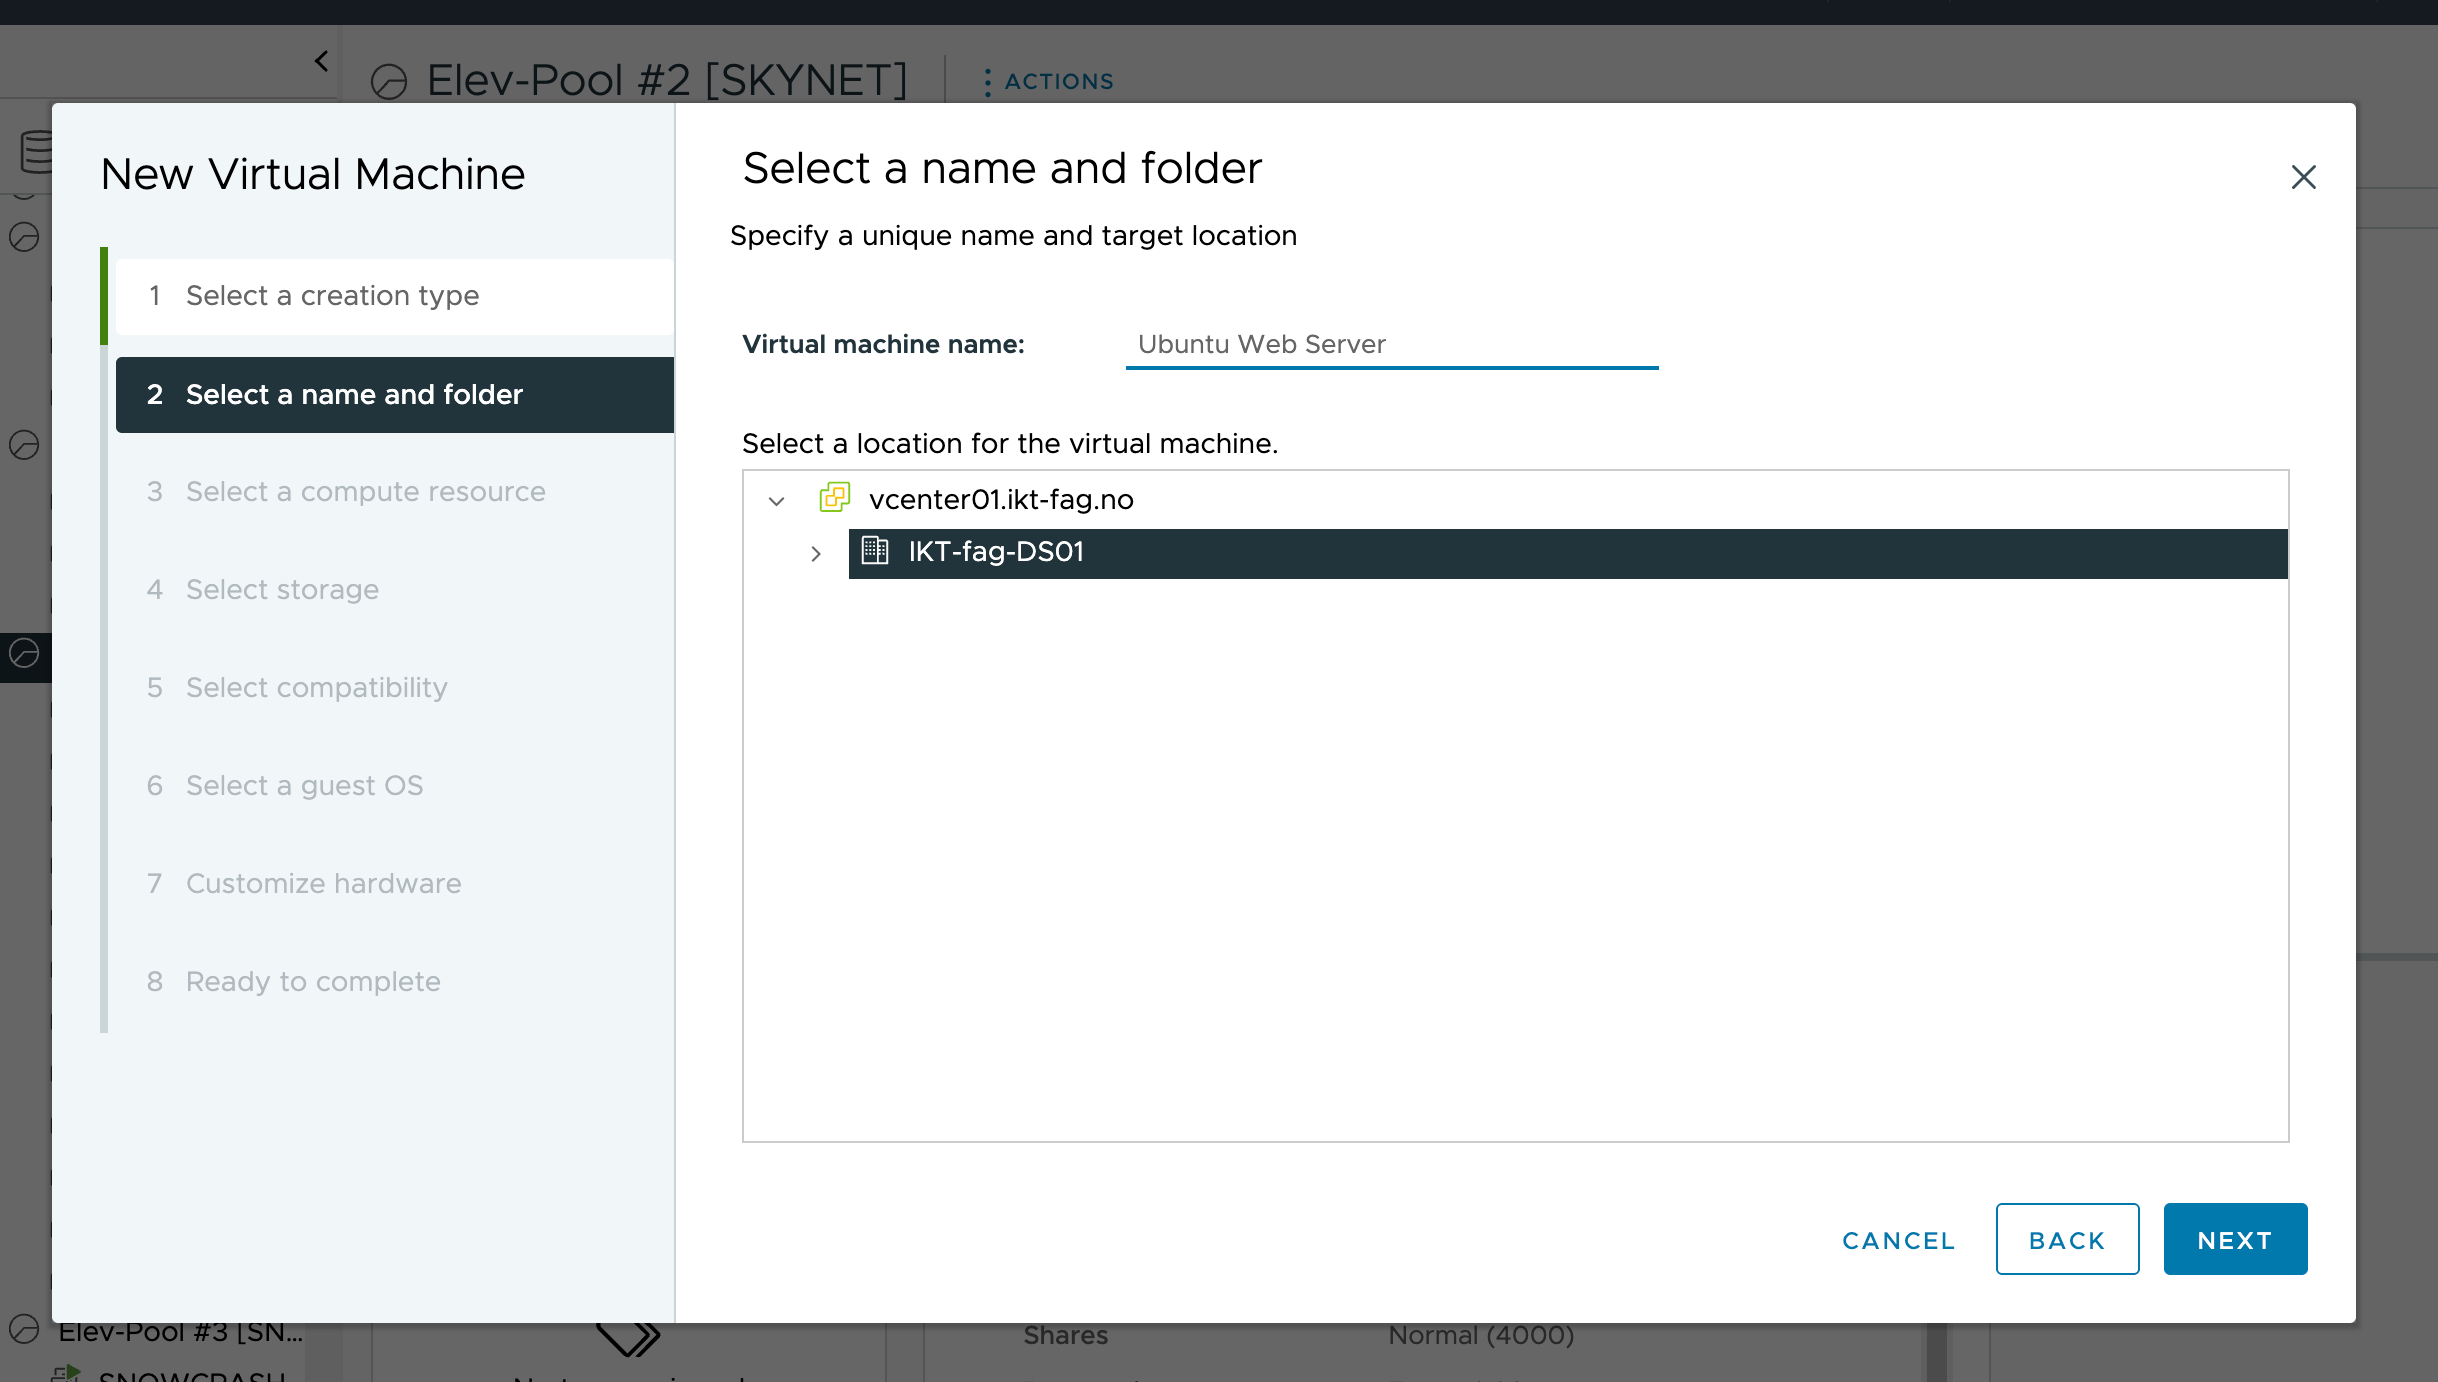 Elev-Pool #2 [SKYNET]
ACTIONS
New Virtual Machine
1 Select a creation type
2 Select a name and folder
3 Select a compute resource
4 Select storage
5 Select compatibility
6 Select a guest OS
7 Customize hardware
8 Ready to complete
Select a name and folder
Specify a unique name and target location
Virtual machine name: Ubuntu Web Server
Select a location for the virtual machine.
vcenter01.ikt-fag.no
IKT-fag-DS01
CANCEL BACK NEXT
Elev-Pool #3 [SN...
SNOWCRASH
Shares Normal (4000)